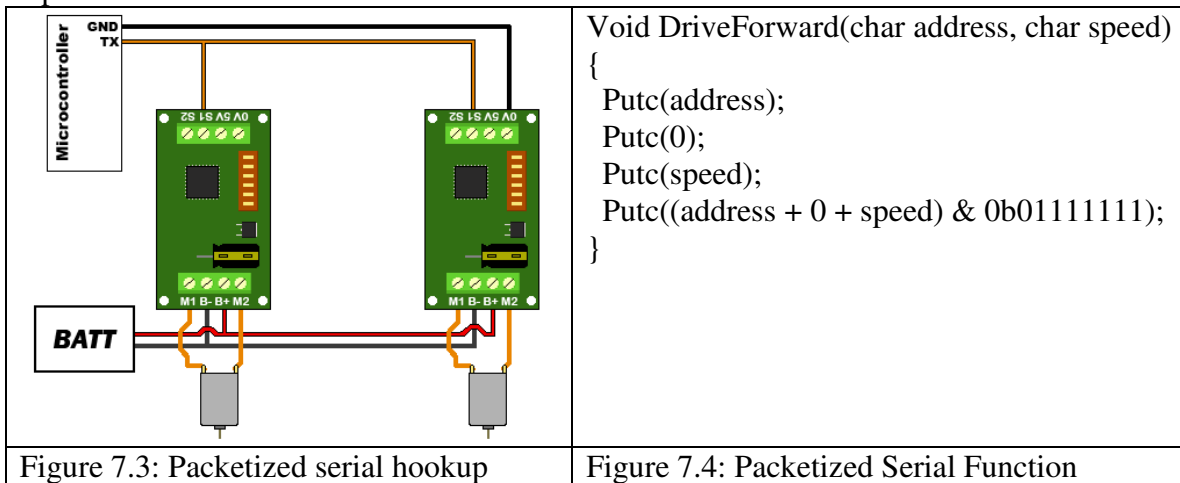 Microcontroller
GND
TX
S2 S1 5V 0V
S2 S1 5V 0V
M1 B- B+ M2
M1 B- B+ M2
BATT
Void DriveForward(char address, char speed)
{
Putc(address);
Putc(0);
Putc(speed);
Putc((address + 0 + speed) & 0b01111111);
}
Figure 7.3: Packetized serial hookup
Figure 7.4: Packetized Serial Function